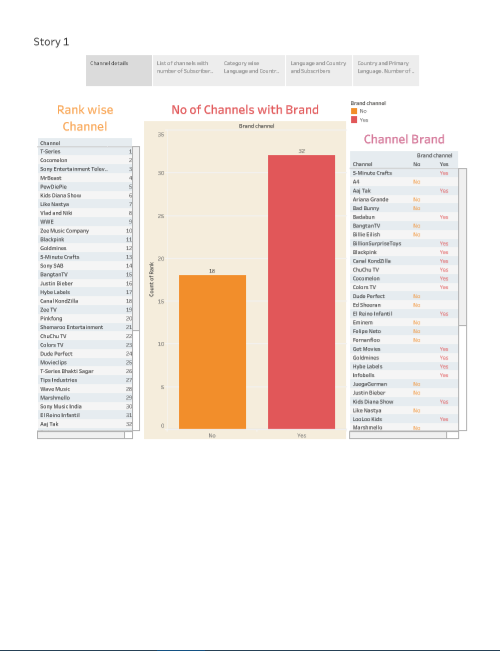 Story 1
Channel details
List of channels with
number of Subscriber..
Category wise
Language and Countr..
Language and Country
and Subscribers
Country and Primary
Language. Number of ..
Rank wise
Channel
Channel
T-Series 1
Cocomelon 2
Sony Entertainment Telev.. 3
MrBeast 4
PewDiePie 5
Kids Diana Show 6
Like Nastya 7
Vlad and Niki 8
WWE 9
Zee Music Company 10
Blackpink 11
Goldmines 12
5-Minute Crafts 13
Sony SAB 14
BangtanTV 15
Justin Bieber 16
Hybe Labels 17
Canal KondZilla 18
Zee TV 19
Pinkfong 20
Shemaroo Entertainment 21
ChuChu TV 22
Colors TV 23
Dude Perfect 24
Movieclips 25
T-Series Bhakti Sagar 26
Tips Industries 27
Wave Music 28
Marshmello 29
Sony Music India 30
El Reino Infantil 31
Aaj Tak 32
No of Channels with Brand
Brand channel
Count of Rank
35
30
25
20
15
10
5
0
18
32
No
Yes
Brand channel
No
Yes
Channel Brand
Brand channel
Channel No Yes
5-Minute Crafts Yes
A4 No
Aaj Tak Yes
Ariana Grande No
Bad Bunny No
Badabun Yes
BangtanTV No
Billie Eilish No
BillionSurpriseToys Yes
Blackpink Yes
Canal KondZilla Yes
ChuChu TV Yes
Cocomelon Yes
Colors TV Yes
Dude Perfect No
Ed Sheeran No
El Reino Infantil Yes
Eminem No
Felipe Neto No
Fernanfloo No
Get Movies Yes
Goldmines Yes
Hybe Labels Yes
Infobells Yes
JuegaGerman No
Justin Bieber No
Kids Diana Show Yes
Like Nastya No
LooLoo Kids Yes
Marshmello No